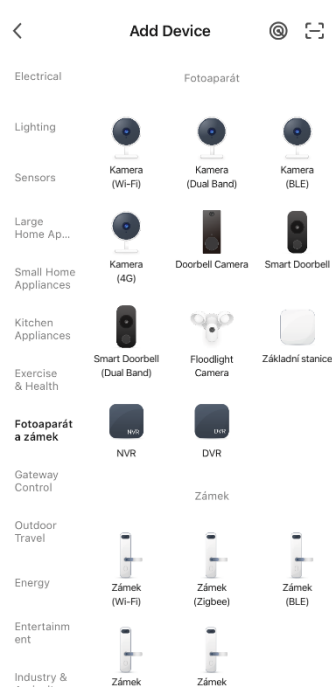 Add Device
Electrical
Lighting
Sensors
Large
Home Ap...
Small Home
Appliances
Kitchen
Appliances
Exercise
& Health
Fotoaparát
a zámek
Gateway
Control
Outdoor
Travel
Energy
Entertainm
ent
Industry &
Fotoaparát
Kamera
(Wi-Fi)
Kamera
(Dual Band)
Kamera
(BLE)
Kamera
(4G)
Doorbell Camera
Smart Doorbell
Smart Doorbell
(Dual Band)
Floodlight
Camera
Základní stanice
NVR
NVR
DVR
DVR
Zámek
Zámek
(Wi-Fi)
Zámek
(Zigbee)
Zámek
(BLE)
Zámek
Zámek